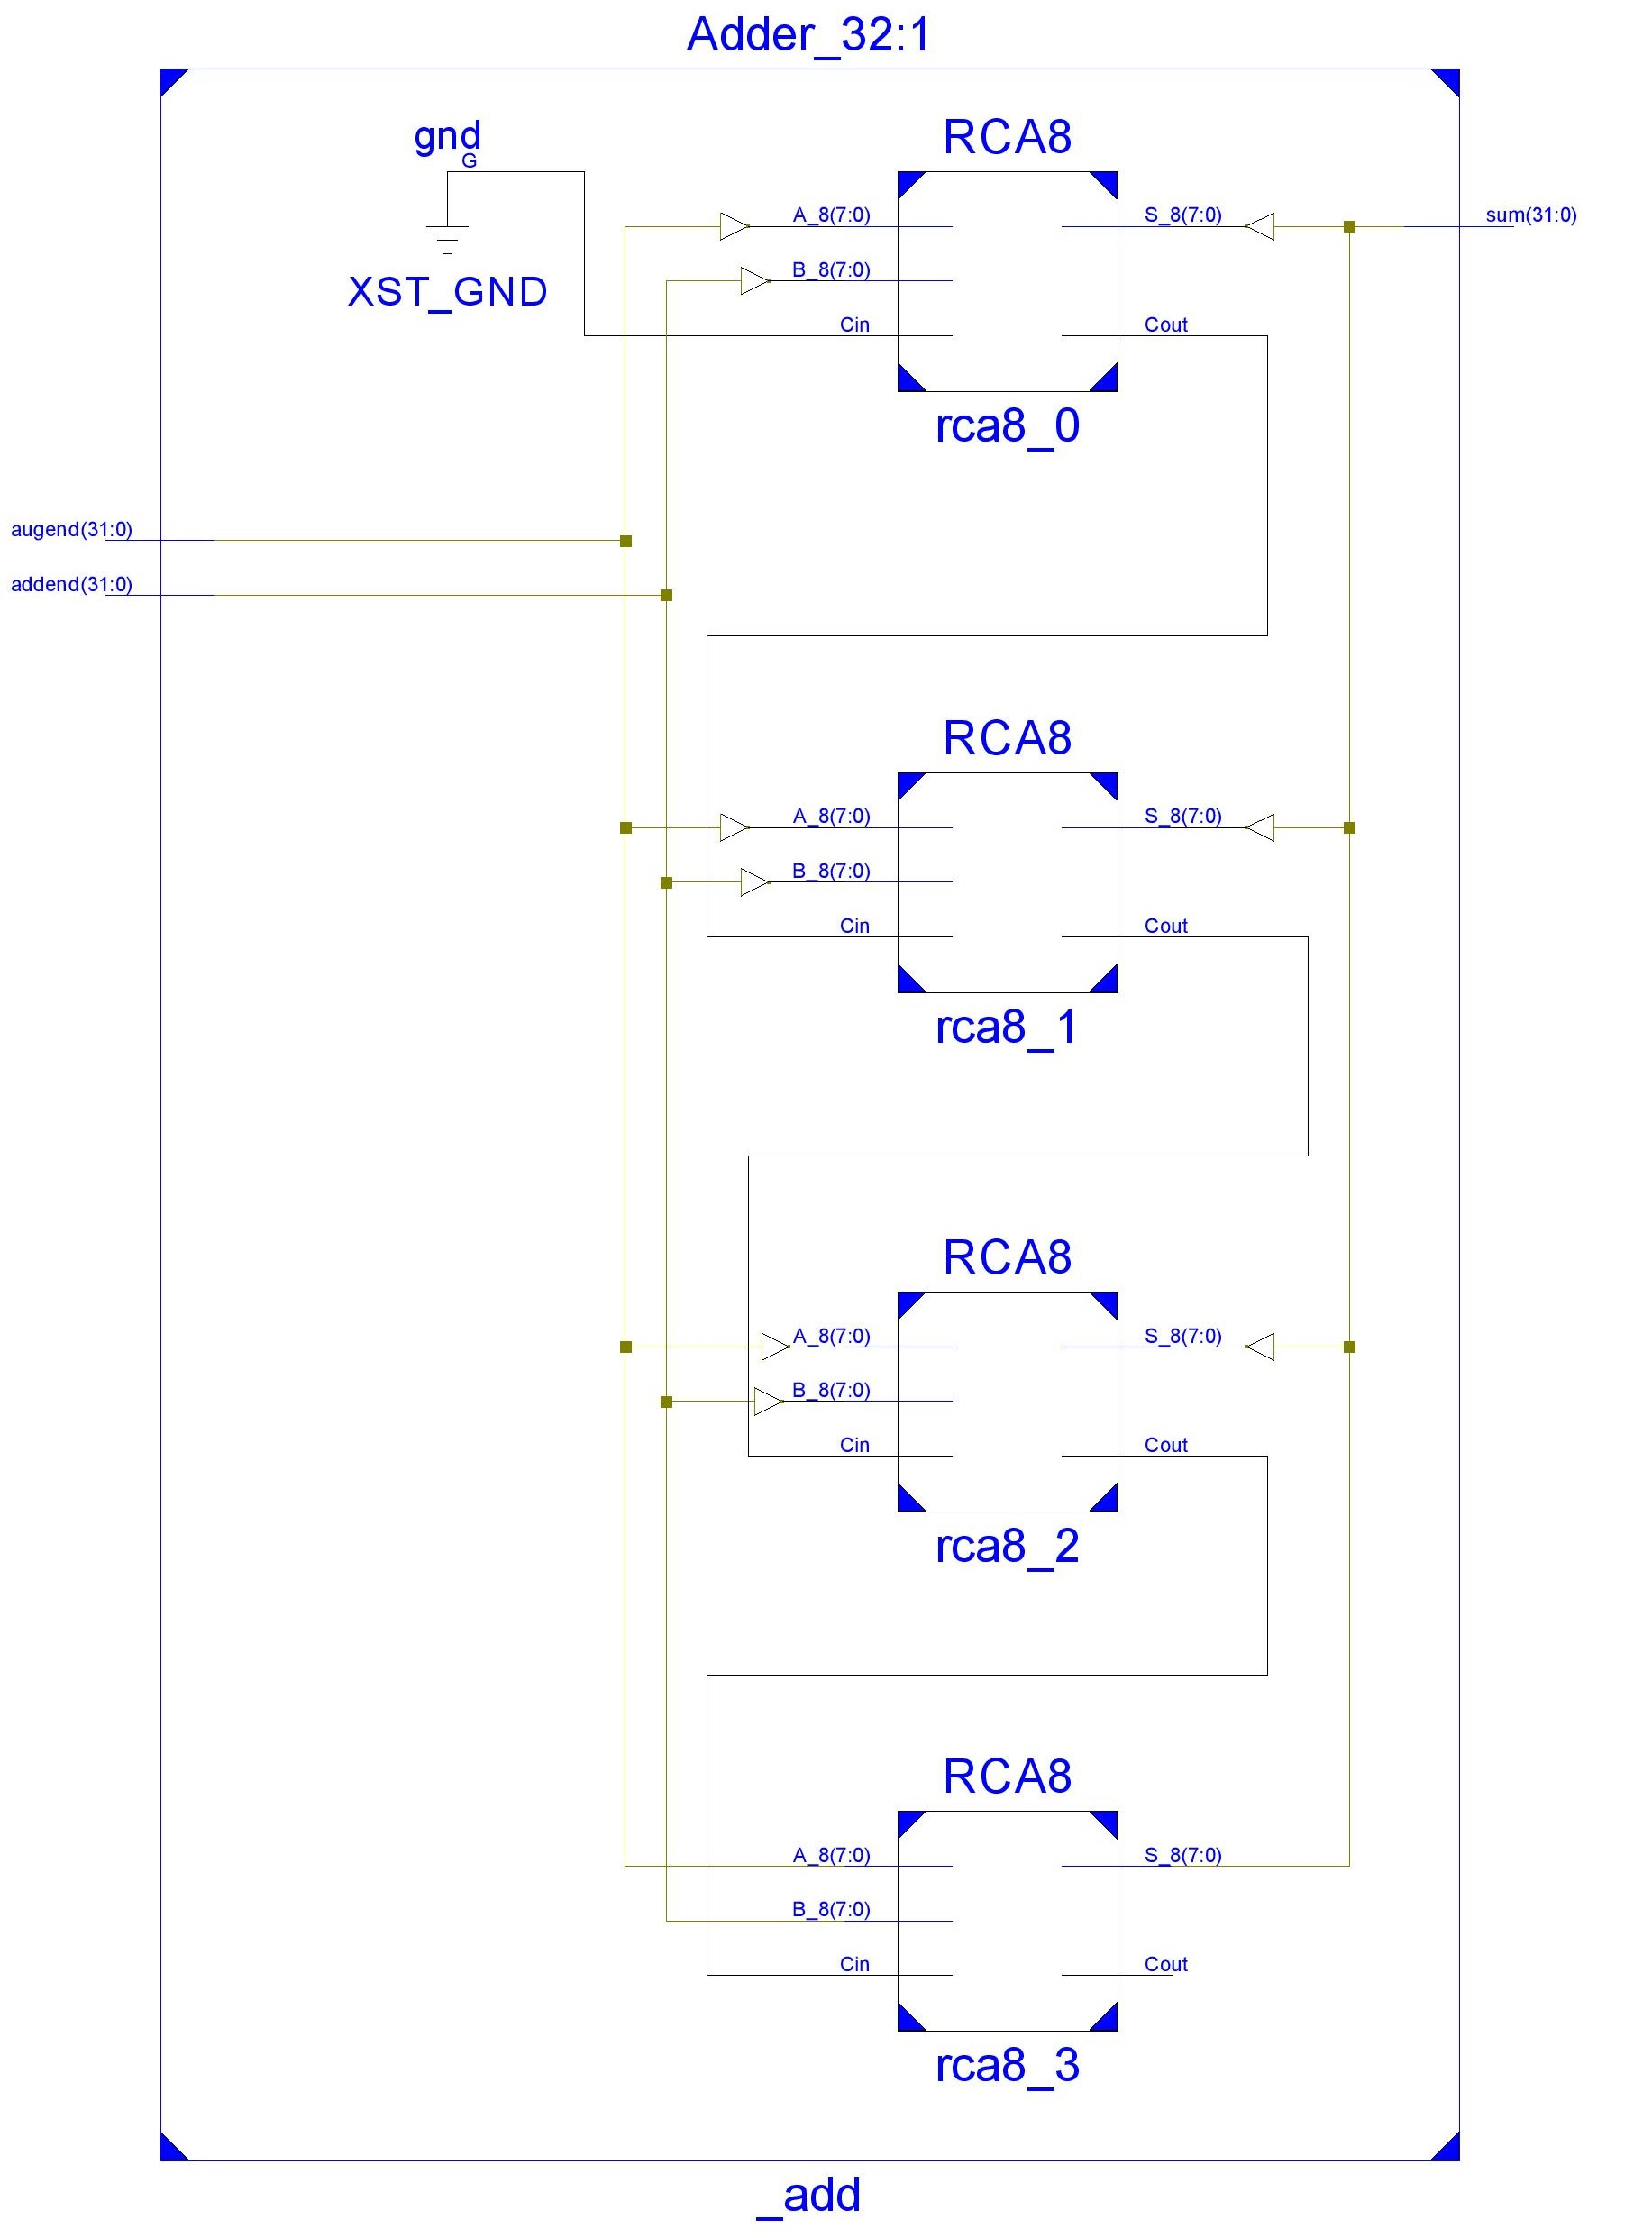 Adder_32:1
gnd
G
XST_GND
RCA8
A_8(7:0)
S_8(7:0)
sum(31:0)
B_8(7:0)
Cin
Cout
rca8_0
augend(31:0)
addend(31:0)
RCA8
A_8(7:0)
S_8(7:0)
B_8(7:0)
Cin
Cout
rca8_1
RCA8
A_8(7:0)
S_8(7:0)
B_8(7:0)
Cin
Cout
rca8_2
RCA8
A_8(7:0)
S_8(7:0)
B_8(7:0)
Cin
Cout
rca8_3
_add